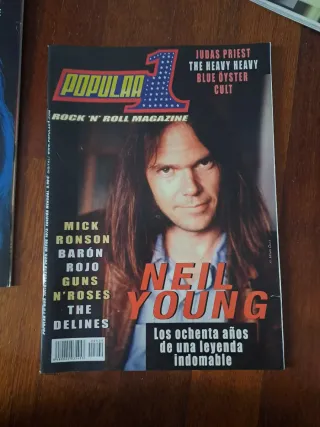 JUDAS PRIEST
THE HEAVY HEAVY
BLUE ÖYSTER
CULT
POPULAR 1
ROCK 'N' ROLL MAGAZINE
MICK
RONSON
BARÓN
ROJO
GUNS
N'ROSES
THE
DELINES
NEIL
YOUNG
Los ochenta años
de una leyenda
indomable